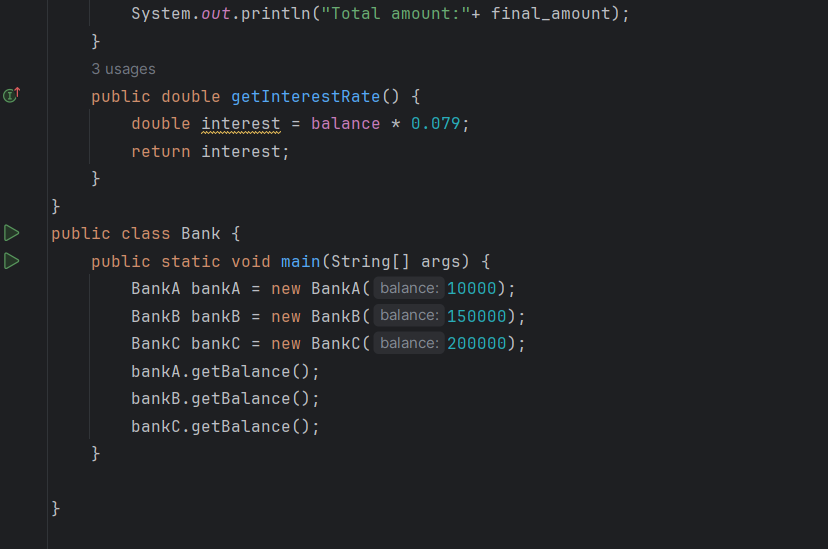 System.out.println("Total amount:"+ final_amount);
}
3 usages
public double getInterestRate() {
double interest = balance * 0.079;
return interest;
}
}
public class Bank {
public static void main(String[] args) {
BankA bankA = new BankA( balance: 10000);
BankB bankB = new BankB( balance: 150000);
BankC bankC = new BankC( balance: 200000);
bankA.getBalance();
bankB.getBalance();
bankC.getBalance();
}
}